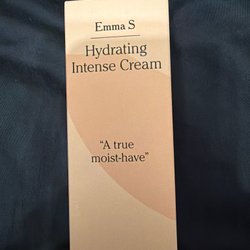 Emma S
Hydrating
Intense Cream
“A true
moist-have”